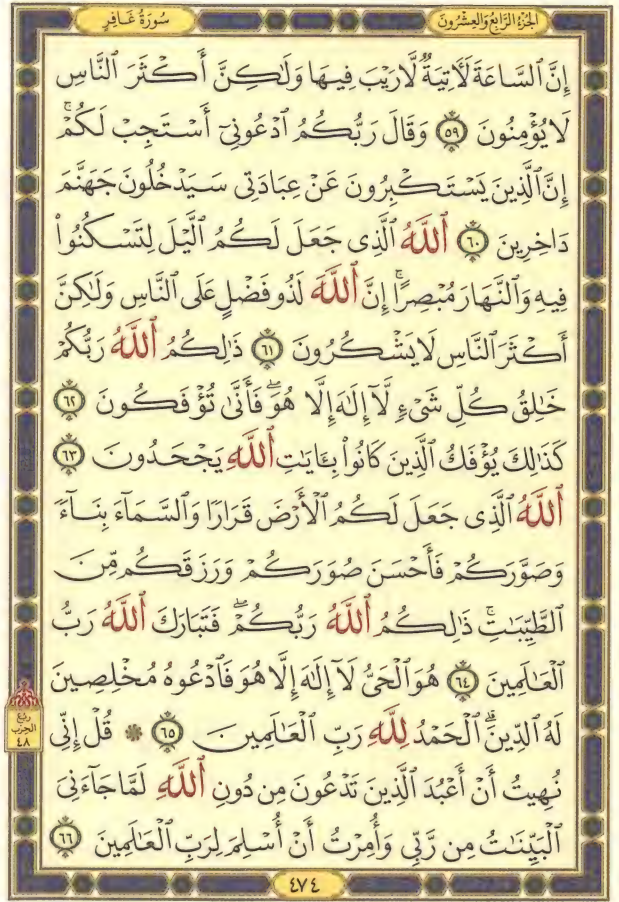 الجزء الرابع والعشرون
سورة غافر
إِنَّ ٱلسَّاعَةَ لَأٓتِيَةٌ لَّا رَيْبَ فِيهَا وَلَٰكِنَّ أَكْثَرَ ٱلنَّاسِ
لَا يُؤْمِنُونَ ٥٩ وَقَالَ رَبُّكُمُ ٱدْعُونِىٓ أَسْتَجِبْ لَكُمْ ۚ
إِنَّ ٱلَّذِينَ يَسْتَكْبِرُونَ عَنْ عِبَادَتِى سَيَدْخُلُونَ جَهَنَّمَ
دَاخِرِينَ ٦٠ ٱللَّهُ ٱلَّذِى جَعَلَ لَكُمُ ٱلَّيْلَ لِتَسْكُنُوا۟
فِيهِ وَٱلنَّهَارَ مُبْصِرًا ۚ إِنَّ ٱللَّهَ لَذُو فَضْلٍ عَلَى ٱلنَّاسِ وَلَٰكِنَّ
أَكْثَرَ ٱلنَّاسِ لَا يَشْكُرُونَ ٦١ ذَٰلِكُمُ ٱللَّهُ رَبُّكُمْ
خَٰلِقُ كُلِّ شَىْءٍ لَّآ إِلَٰهَ إِلَّا هُوَ ۖ فَأَنَّىٰ تُؤْفَكُونَ ٦٢
كَذَٰلِكَ يُؤْفَكُ ٱلَّذِينَ كَانُوا۟ بِـَٔايَٰتِ ٱللَّهِ يَجْحَدُونَ ٦٣
ٱللَّهُ ٱلَّذِى جَعَلَ لَكُمُ ٱلْأَرْضَ قَرَارًا وَٱلسَّمَآءَ بِنَآءً
وَصَوَّرَكُمْ فَأَحْسَنَ صُوَرَكُمْ وَرَزَقَكُم مِّنَ
ٱلطَّيِّبَٰتِ ۚ ذَٰلِكُمُ ٱللَّهُ رَبُّكُمْ ۖ فَتَبَارَكَ ٱللَّهُ رَبُّ
ٱلْعَٰلَمِينَ ٦٤ هُوَ ٱلْحَىُّ لَآ إِلَٰهَ إِلَّا هُوَ فَٱدْعُوهُ مُخْلِصِينَ
لَهُ ٱلدِّينَ ۗ ٱلْحَمْدُ لِلَّهِ رَبِّ ٱلْعَٰلَمِينَ ٦٥ ۞ قُلْ إِنِّى
نُهِيتُ أَنْ أَعْبُدَ ٱلَّذِينَ تَدْعُونَ مِن دُونِ ٱللَّهِ لَمَّا جَآءَنِىَ
ٱلْبَيِّنَٰتُ مِن رَّبِّى وَأُمِرْتُ أَنْ أُسْلِمَ لِرَبِّ ٱلْعَٰلَمِينَ ٦٦
ربع
الحزب
٤٨
٤٧٤